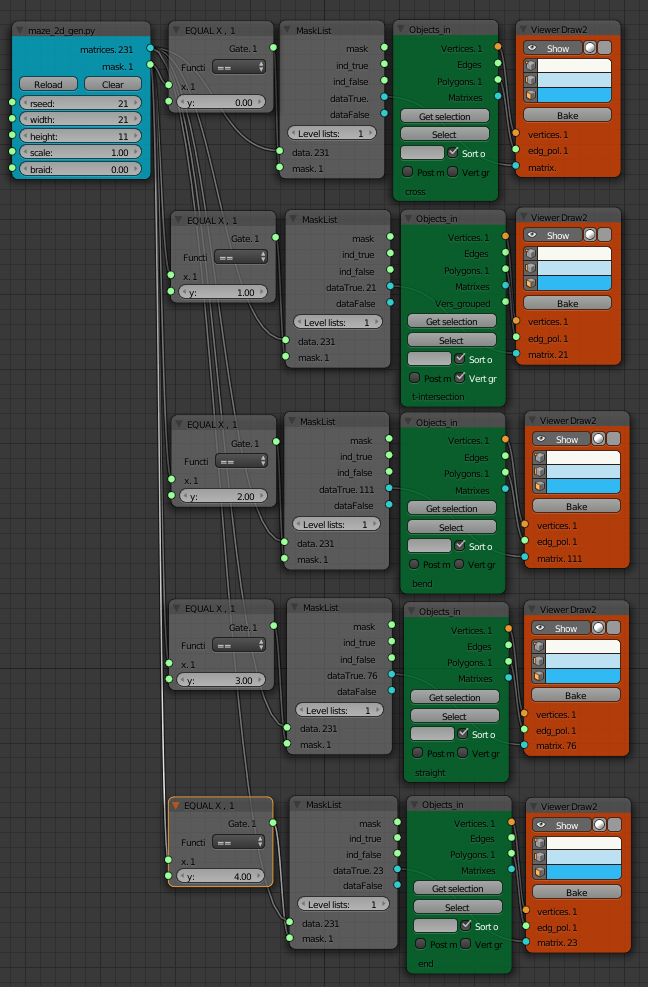 maze_2d_gen.py
matrices. 231
mask. 1
Reload
Clear
rseed: 21
width: 21
height: 11
scale: 1.00
braid: 0.00
EQUAL X, 1
Gate. 1
Functi
==
x. 1
y: 0.00
MaskList
mask
ind_true
ind_false
dataTrue.
dataFalse
Level lists: 1
data. 231
mask. 1
Objects_in
Vertices. 1
Edges
Polygons. 1
Matrixes
Get selection
Select
Sort o
Post m
Vert gr
cross
Viewer Draw2
Show
Bake
vertices. 1
edg_pol. 1
matrix.
EQUAL X, 1
Gate. 1
Functi
==
x. 1
y: 1.00
MaskList
mask
ind_true
ind_false
dataTrue. 21
dataFalse
Level lists: 1
data. 231
mask. 1
Objects_in
Vertices. 1
Edges
Polygons. 1
Matrixes
Vers_grouped
Get selection
Select
Sort o
Post m
Vert gr
t-intersection
Viewer Draw2
Show
Bake
vertices. 1
edg_pol. 1
matrix. 21
EQUAL X, 1
Gate. 1
Functi
==
x. 1
y: 2.00
MaskList
mask
ind_true
ind_false
dataTrue. 111
dataFalse
Level lists: 1
data. 231
mask. 1
Objects_in
Vertices. 1
Edges
Polygons. 1
Matrixes
Get selection
Select
Sort o
Post m
Vert gr
bend
Viewer Draw2
Show
Bake
vertices. 1
edg_pol. 1
matrix. 111
EQUAL X, 1
Gate. 1
Functi
==
x. 1
y: 3.00
MaskList
mask
ind_true
ind_false
dataTrue. 76
dataFalse
Level lists: 1
data. 231
mask. 1
Objects_in
Vertices. 1
Edges
Polygons. 1
Matrixes
Get selection
Select
Sort o
Post m
Vert gr
straight
Viewer Draw2
Show
Bake
vertices. 1
edg_pol. 1
matrix. 76
EQUAL X, 1
Gate. 1
Functi
==
x. 1
y: 4.00
MaskList
mask
ind_true
ind_false
dataTrue. 23
dataFalse
Level lists: 1
data. 231
mask. 1
Objects_in
Vertices. 1
Edges
Polygons. 1
Matrixes
Get selection
Select
Sort o
Post m
Vert gr
end
Viewer Draw2
Show
Bake
vertices. 1
edg_pol. 1
matrix. 23